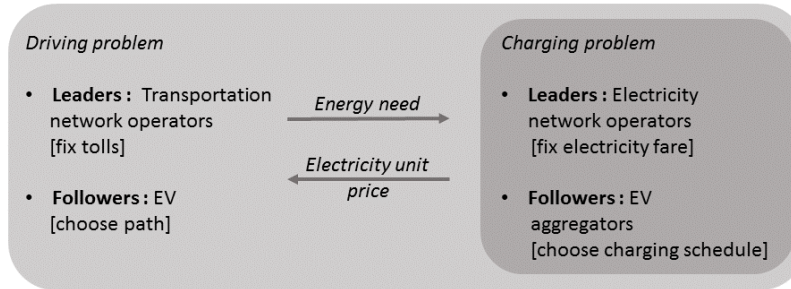 Driving problem
• Leaders : Transportation
network operators
[fix tolls]
• Followers : EV
[choose path]
Energy need
Electricity unit
price
Charging problem
• Leaders : Electricity
network operators
[fix electricity fare]
• Followers : EV
aggregators
[choose charging schedule]